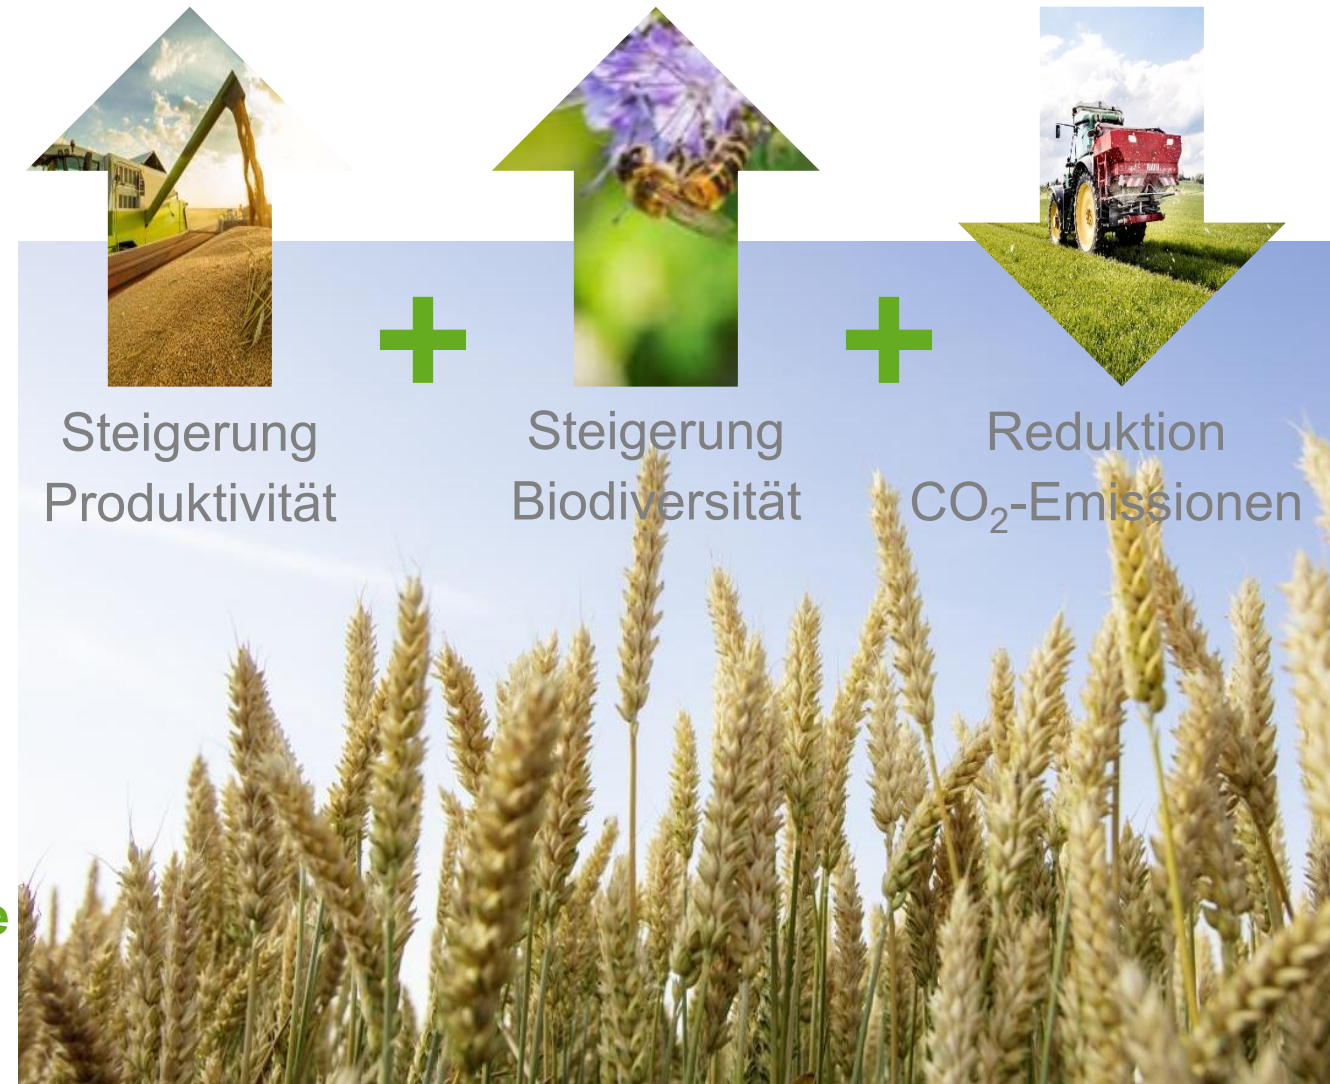 Steigerung
Produktivität
Steigerung
Biodiversität
Reduktion
CO₂-Emissionen
e